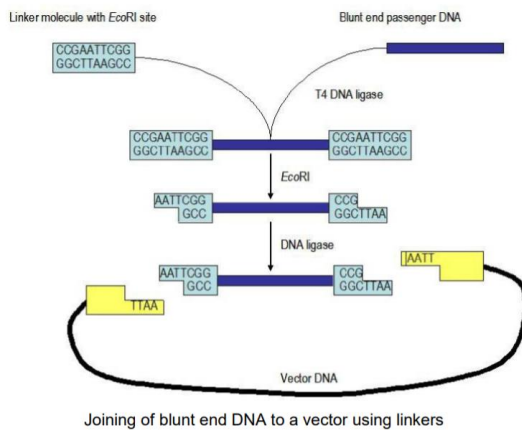 Linker molecule with EcoRI site
Blunt end passenger DNA
CCGAATTCGG
GGCTTAAGCC
T4 DNA ligase
CCGAATTCGG
GGCTTAAGCC
CCGAATTCGG
GGCTTAAGCC
EcoRI
AATTCGG
GCC
CCG
GGCTTAA
DNA ligase
AATT
AATTCGG
GCC
CCG
GGCTTAA
TTAA
Vector DNA
Joining of blunt end DNA to a vector using linkers